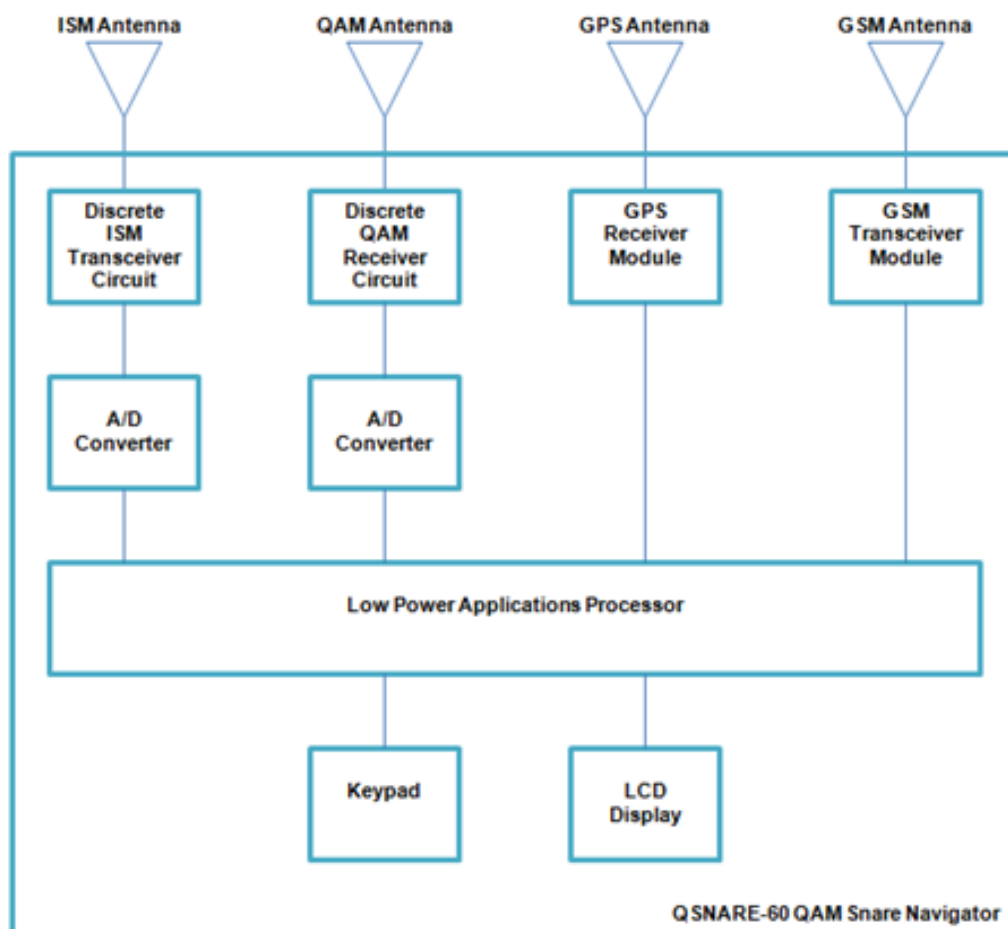 ISM Antenna
QAM Antenna
GPS Antenna
GSM Antenna
Discrete
ISM
Transceiver
Circuit
Discrete
QAM
Receiver
Circuit
GPS
Receiver
Module
GSM
Transceiver
Module
A/D
Converter
A/D
Converter
Low Power Applications Processor
Keypad
LCD
Display
QSNARE-60 QAM Snare Navigator